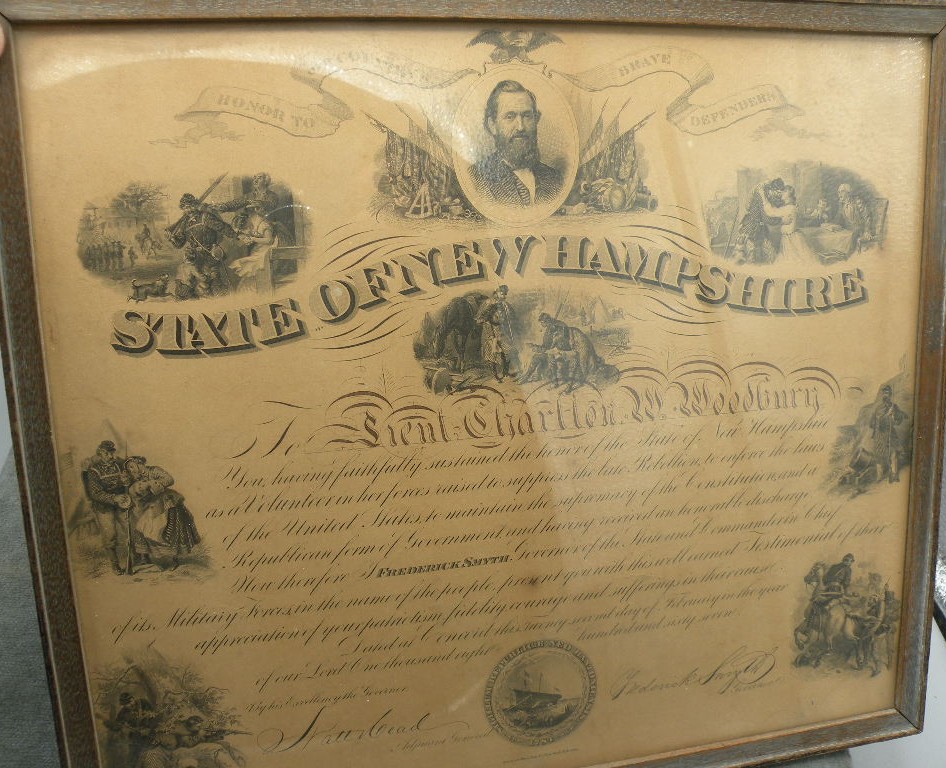 HONOR TO
COUNTRY'S
BRAVE
DEFENDERS
STATE OF NEW HAMPSHIRE
To Lieut. Charlton W. Woodbury
You, having faithfully sustained the honor of the State of New Hampshire
as a Volunteer in her forces raised to suppress the late Rebellion, to enforce the laws
of the United States, to maintain the supremacy of the Constitution, and a
Republican form of Government, and having received an honorable discharge
Now therefore I FREDERICK SMYTH, Governor of the State and Commander in Chief
of its Military Forces, in the name of the people, present you with this well earned Testimonial of their
appreciation of your patriotism, fidelity, courage and sufferings in their cause.
Dated at Concord this twenty second day of February in the year
of our Lord One thousand eight hundred and sixty seven
By his Excellency the Governor
Frederick Smyth
Governor
Natt Head
Adjutant General
1784